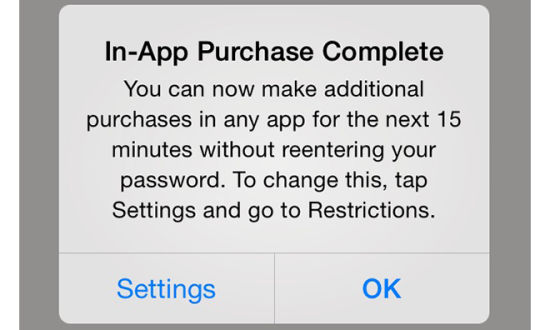 In-App Purchase Complete
You can now make additional
purchases in any app for the next 15
minutes without reentering your
password. To change this, tap
Settings and go to Restrictions.
Settings
OK